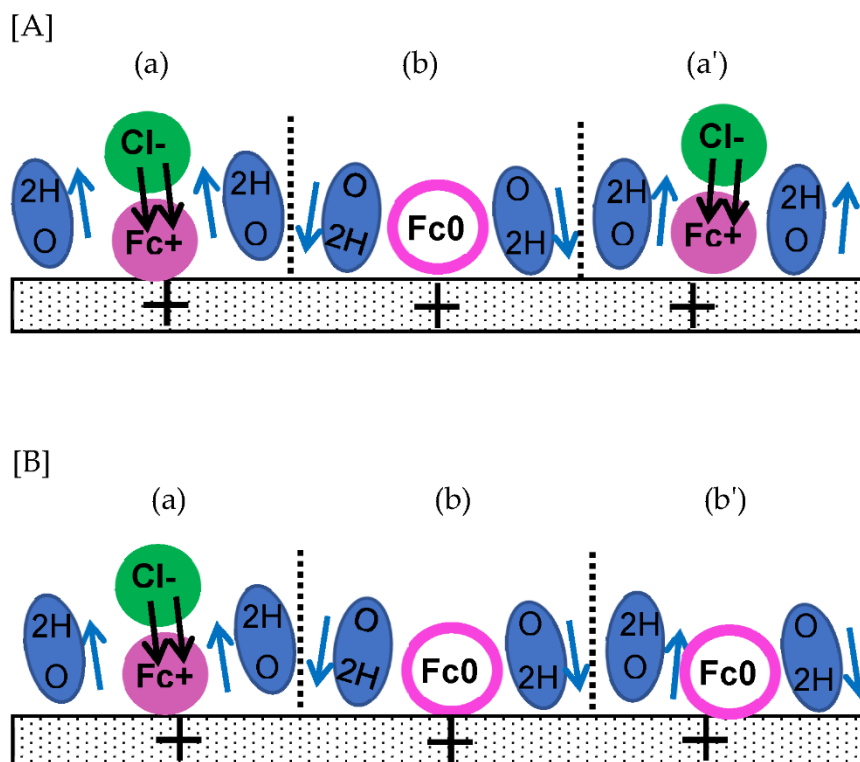 [A]
(a) (b) (a')
Cl- Cl-
2H 2H O O 2H 2H
O Fc+ O 2H Fc0 2H O Fc+ O
+ + +
[B]
(a) (b) (b')
Cl-
2H 2H O O 2H O
O Fc+ O 2H Fc0 2H O Fc0 2H
+ + +